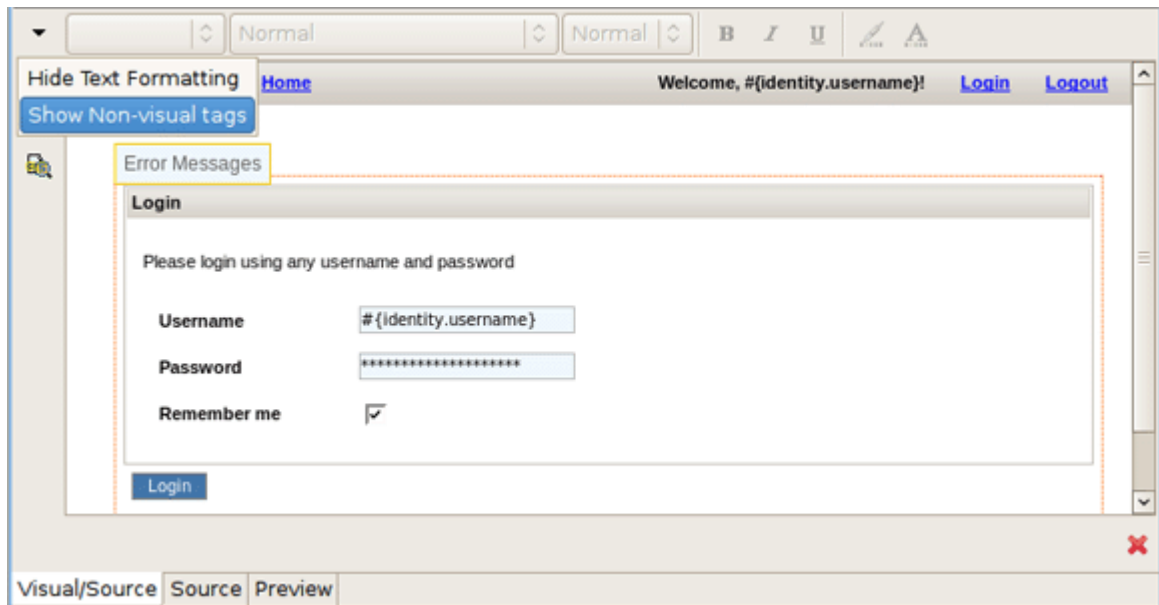 Normal Normal B I U A
Hide Text Formatting
Home Welcome, #{identity.username}! Login Logout
Show Non-visual tags
Error Messages
Login
Please login using any username and password
Username #{identity.username}
Password ********************
Remember me
Login
Visual/Source Source Preview